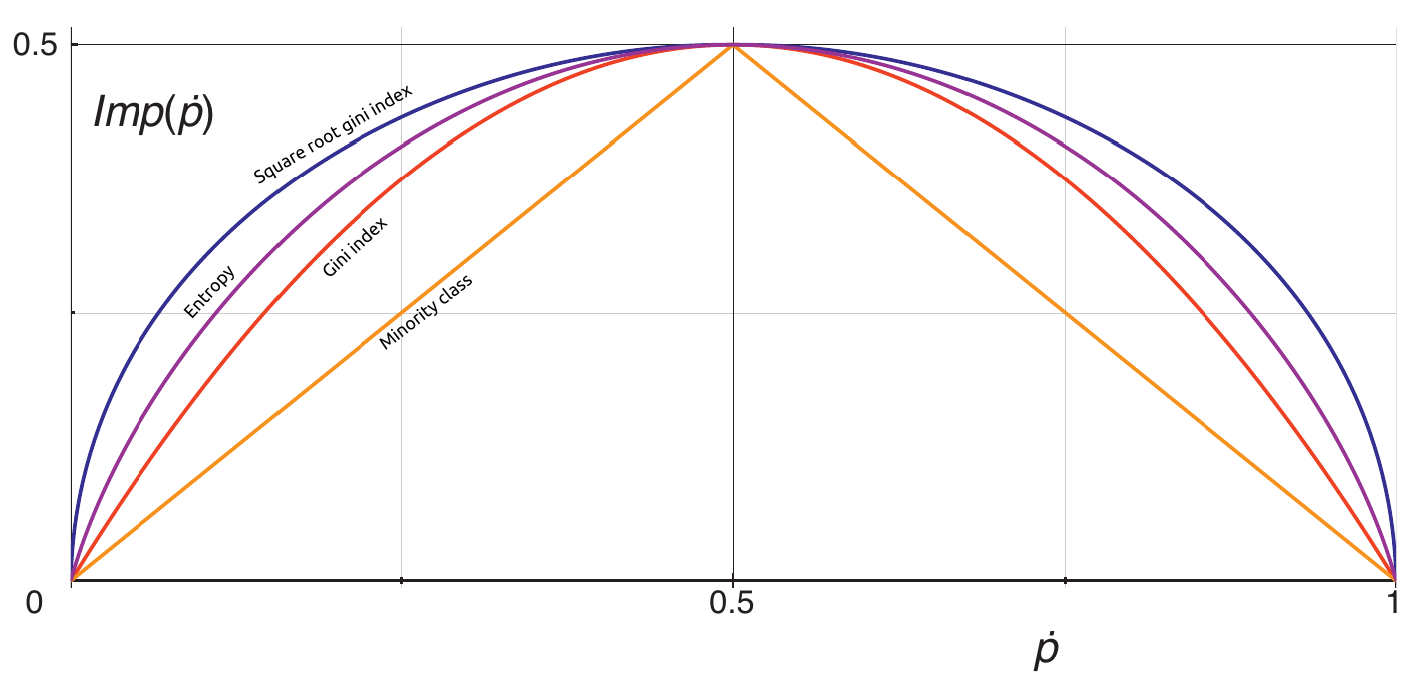 0.5
Imp(ṗ)
Square root gini index
Entropy
Gini index
Minority class
0
0.5
1
ṗ